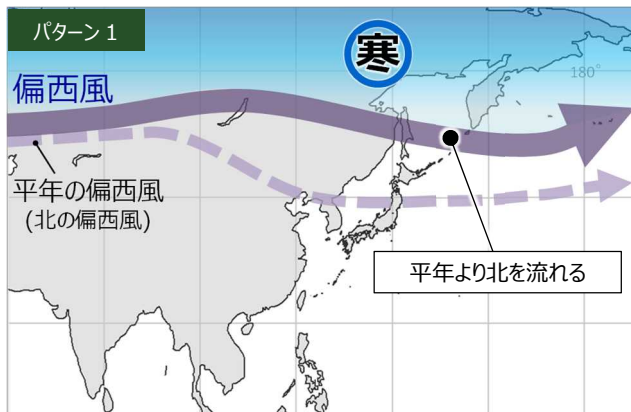 パターン 1
寒
180°
偏西風
平年の偏西風
(北の偏西風)
平年より北を流れる